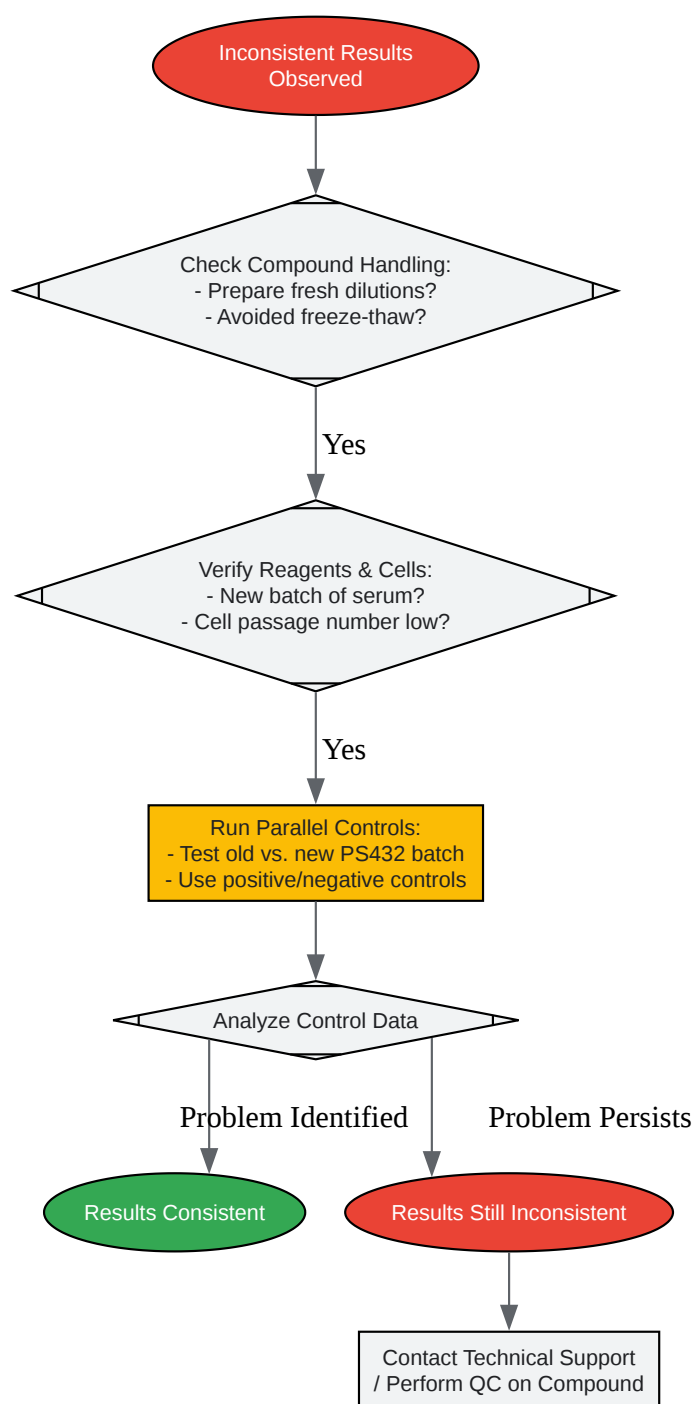 Inconsistent Results
Observed
Check Compound Handling:
- Prepare fresh dilutions?
- Avoided freeze-thaw?
Yes
Verify Reagents & Cells:
- New batch of serum?
- Cell passage number low?
Yes
Run Parallel Controls:
- Test old vs. new PS432 batch
- Use positive/negative controls
Analyze Control Data
Problem Identified
Problem Persists
Results Consistent
Results Still Inconsistent
Contact Technical Support
/ Perform QC on Compound